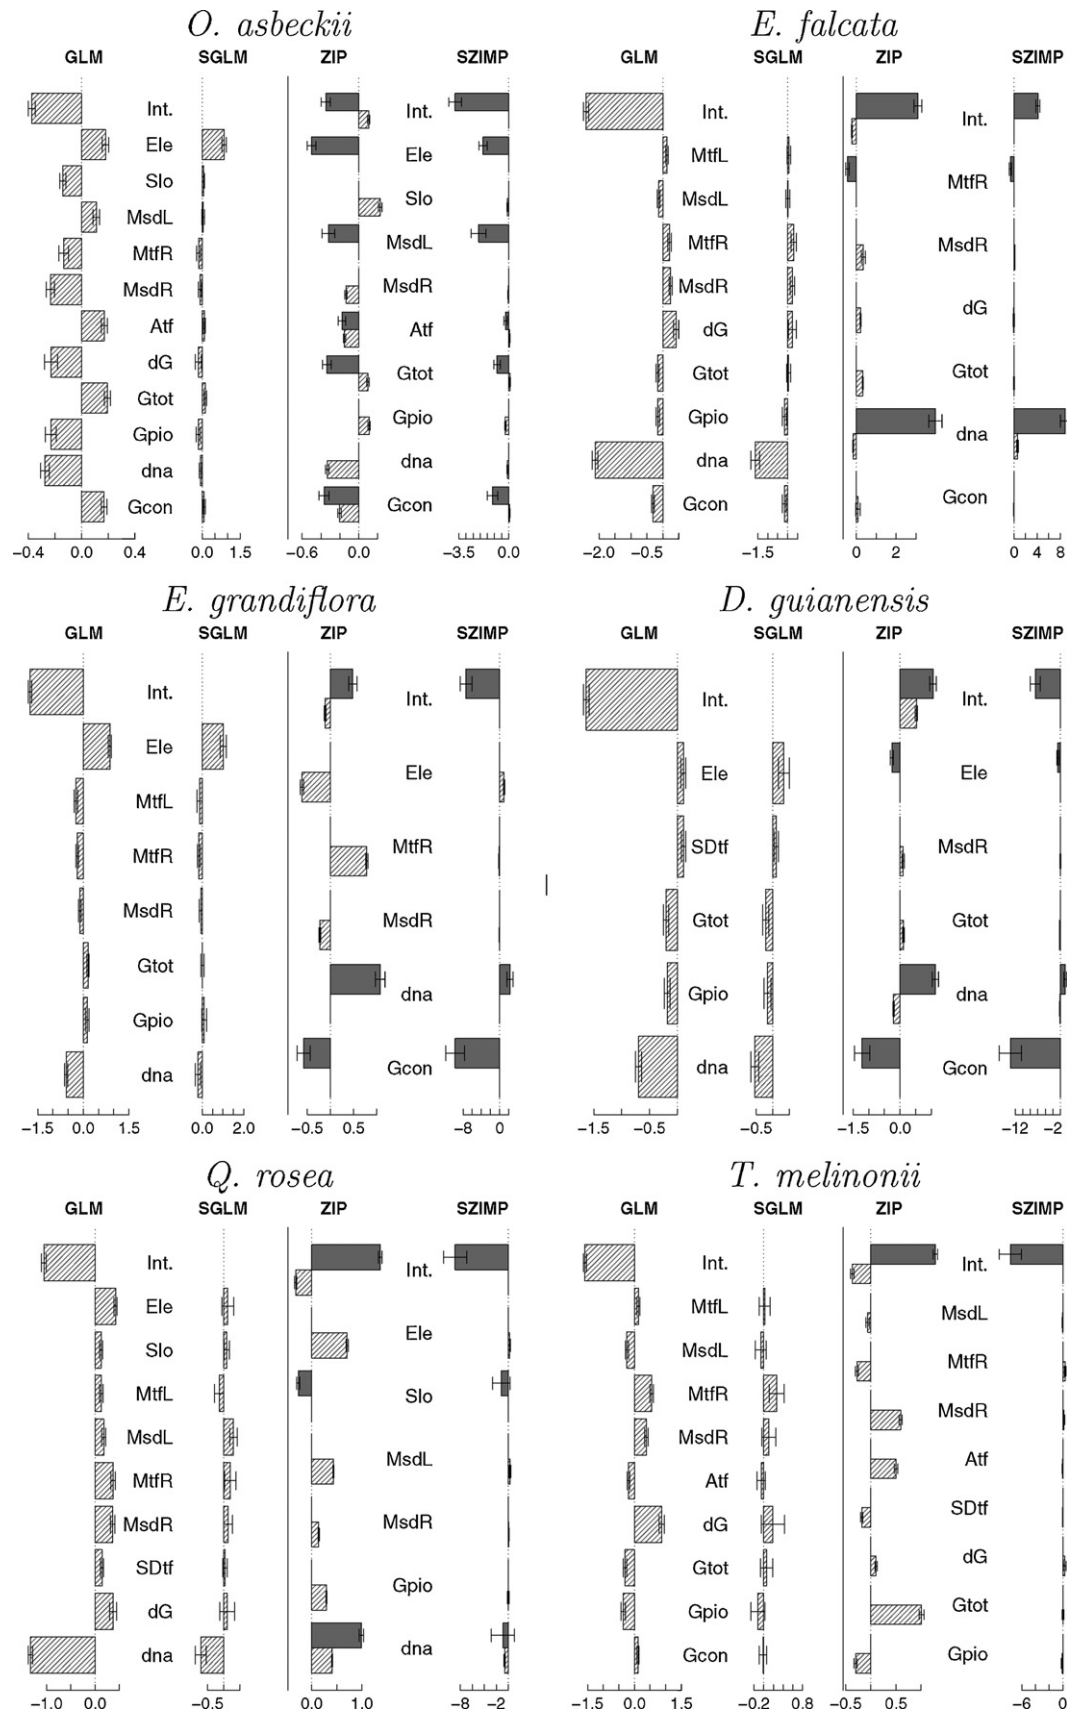 O. asbeckii
GLM SGLM ZIP SZIMP
Int.
Ele
Slo
MsdL
MtfR
MsdR
Atf
dG
Gtot
Gpio
dna
Gcon
Int.
Ele
Slo
MsdL
MsdR
Atf
Gtot
Gpio
dna
Gcon
−0.4 0.0 0.4 0.0 1.5 −0.6 0.0 −3.5 0.0
E. falcata
GLM SGLM ZIP SZIMP
Int.
MtfL
MsdL
MtfR
MsdR
dG
Gtot
Gpio
dna
Gcon
Int.
MtfR
MsdR
dG
Gtot
dna
Gcon
−2.0 −0.5 −1.5 0 2 0 4 8
E. grandiflora
GLM SGLM ZIP SZIMP
Int.
Ele
MtfL
MtfR
MsdR
Gtot
Gpio
dna
Int.
Ele
MtfR
MsdR
dna
Gcon
−1.5 0.0 1.5 0.0 2.0 −0.5 0.5 −8 0
D. guianensis
GLM SGLM ZIP SZIMP
Int.
Ele
SDtf
Gtot
Gpio
dna
Int.
Ele
MsdR
Gtot
dna
Gcon
−1.5 −0.5 −0.5 −1.5 0.0 −12 −2
Q. rosea
GLM SGLM ZIP SZIMP
Int.
Ele
Slo
MtfL
MsdL
MtfR
MsdR
SDtf
dG
dna
Int.
Ele
Slo
MsdL
MsdR
Gpio
dna
−1.0 0.0 −0.5 0.0 1.0 −8 −2
T. melinonii
GLM SGLM ZIP SZIMP
Int.
MtfL
MsdL
MtfR
MsdR
Atf
dG
Gtot
Gpio
Gcon
Int.
MsdL
MtfR
MsdR
Atf
SDtf
dG
Gtot
Gpio
0.0 1.5 −0.2 0.8 −0.5 0.5 −6 0